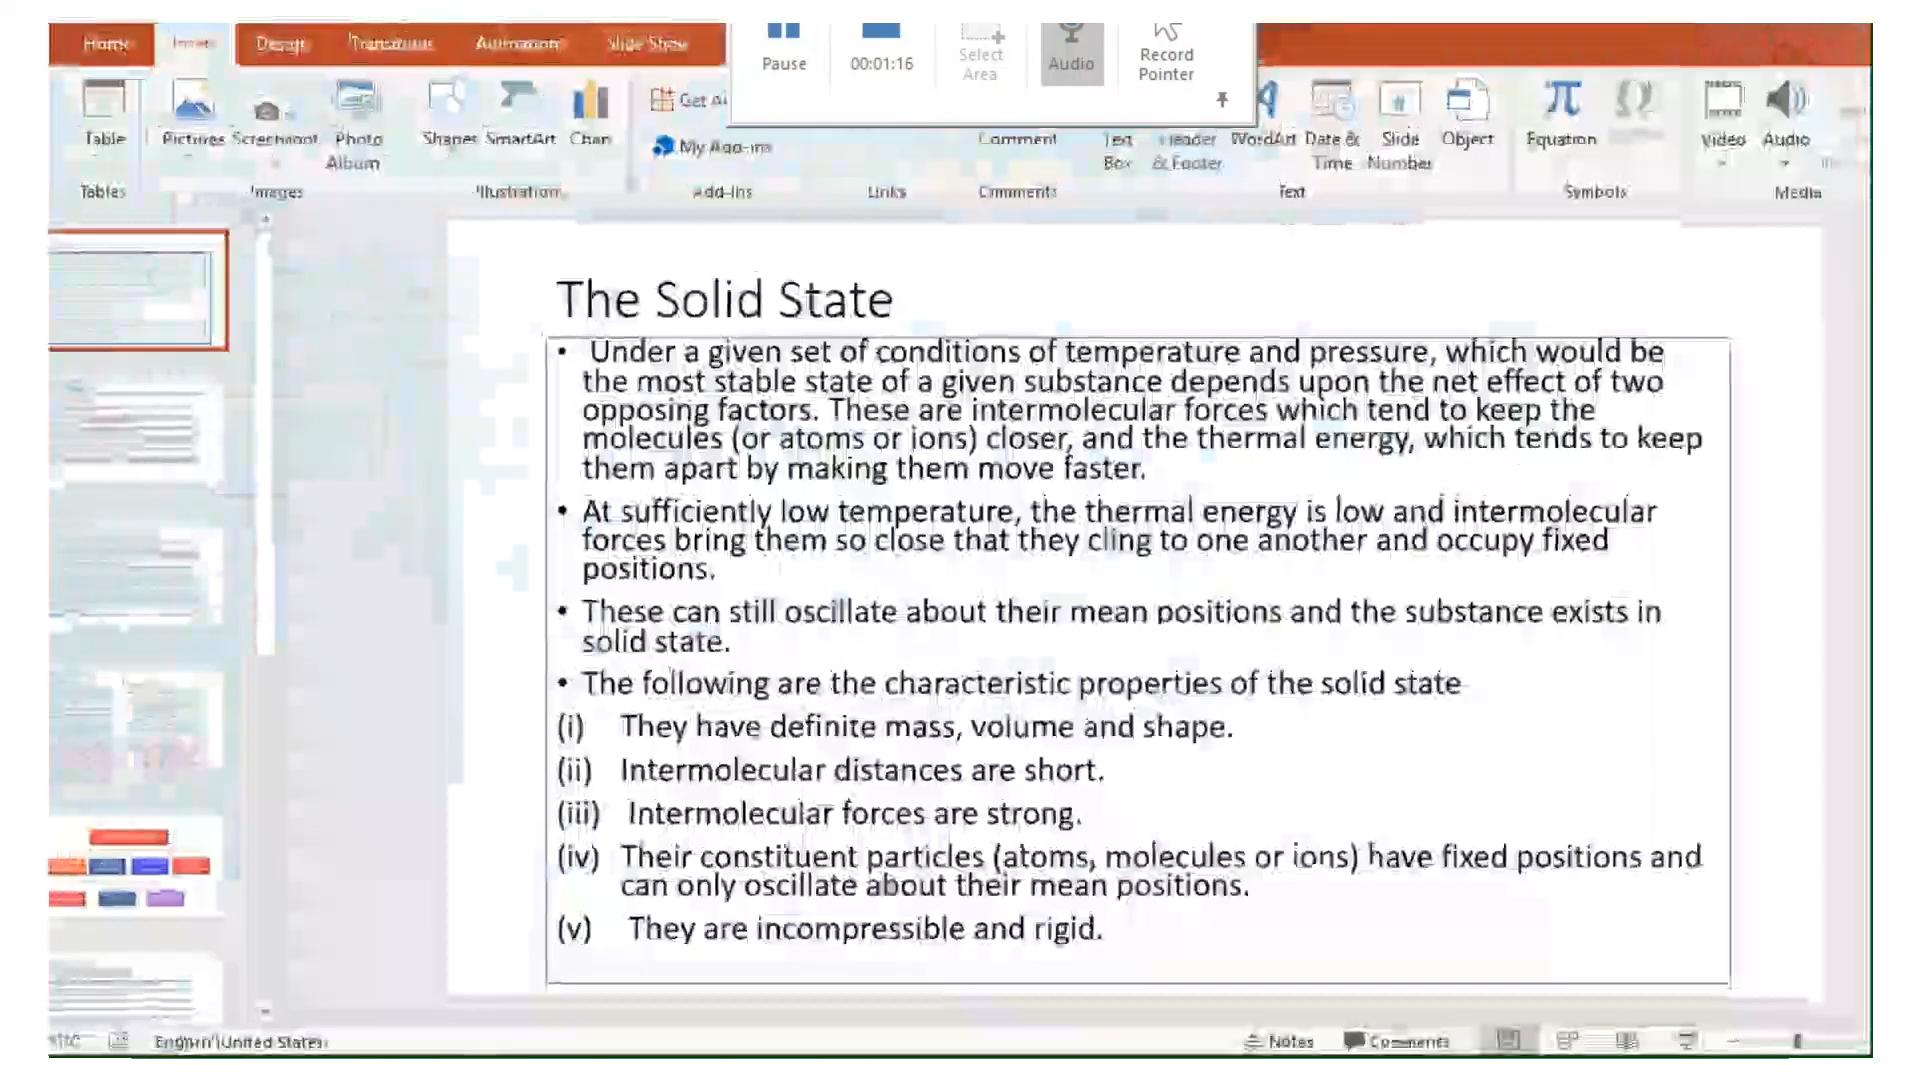 Home Insert Design Transitions Animation Slide Show
Pause 00:01:16 Select Area Audio Record Pointer
Table Pictures Screenshot Photo Album Shapes SmartArt Chart
Get
My Add-ins
Comment Text Box Header & Footer WordArt Date & Time Slide Number Object Equation Video Audio
Tables Images Illustration Add-ins Links Comments Text Symbols Media
The Solid State
• Under a given set of conditions of temperature and pressure, which would be
the most stable state of a given substance depends upon the net effect of two
opposing factors. These are intermolecular forces which tend to keep the
molecules (or atoms or ions) closer, and the thermal energy, which tends to keep
them apart by making them move faster.
• At sufficiently low temperature, the thermal energy is low and intermolecular
forces bring them so close that they cling to one another and occupy fixed
positions.
• These can still oscillate about their mean positions and the substance exists in
solid state.
• The following are the characteristic properties of the solid state
(i) They have definite mass, volume and shape.
(ii) Intermolecular distances are short.
(iii) Intermolecular forces are strong.
(iv) Their constituent particles (atoms, molecules or ions) have fixed positions and
can only oscillate about their mean positions.
(v) They are incompressible and rigid.
English (United States) Notes Comments